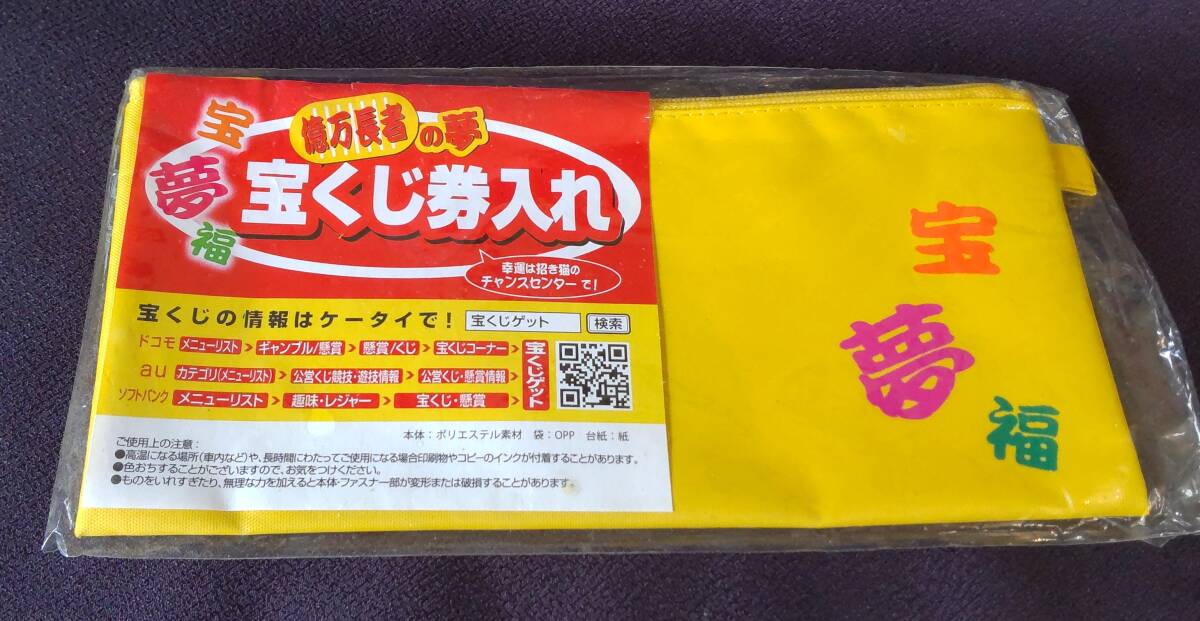 宝
夢
福
億万長者の夢
宝くじ券入れ
幸運は招き猫の
チャンスセンターで!
宝くじの情報はケータイで! 宝くじゲット 検索
ドコモ メニューリスト > ギャンブル/懸賞 > 懸賞/くじ > 宝くじコーナー >
au カテゴリ(メニューリスト) > 公営くじ競技・遊技情報 > 公営くじ・懸賞情報 >
ソフトバンク メニューリスト > 趣味・レジャー > 宝くじ・懸賞 >
宝くじゲット
本体:ポリエステル素材 袋:OPP 台紙:紙
ご使用上の注意:
●高温になる場所(車内など)や、長時間にわたってご使用になる場合印刷物やコピーのインクが付着することがあります。
●色おちすることがございますので、お気をつけください。
●ものをいれすぎたり、無理な力を加えると本体・ファスナー部が変形または破損することがあります。
宝
夢
福